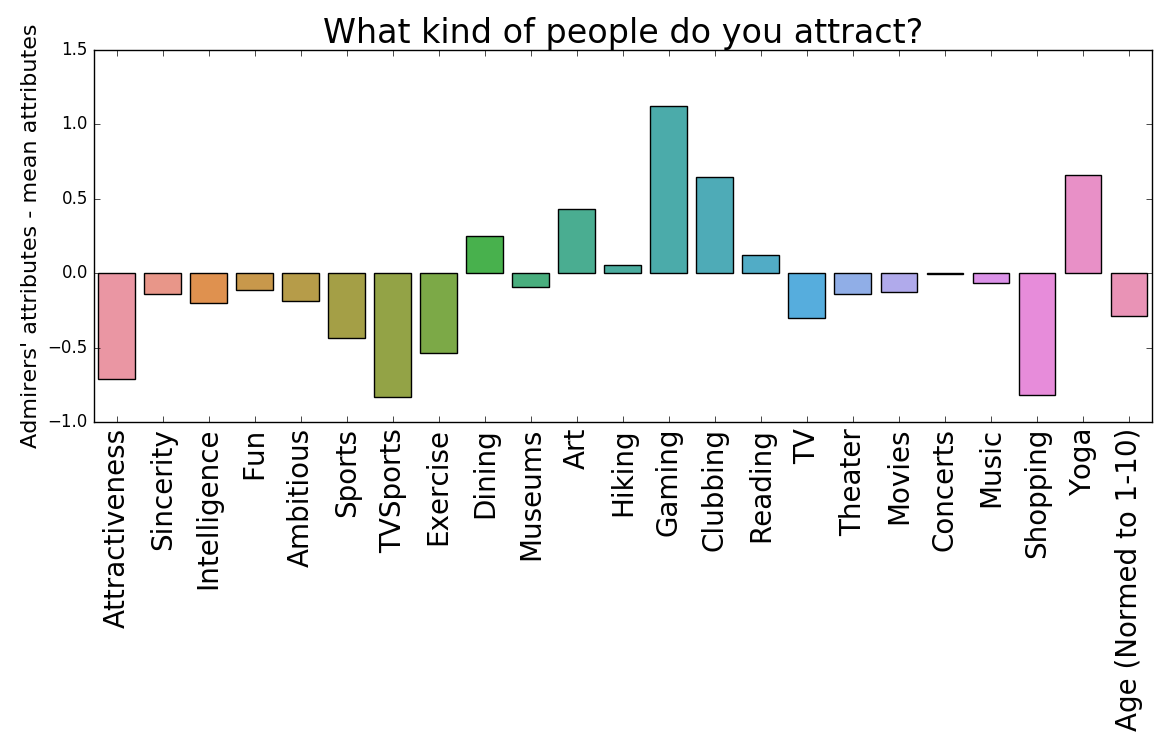 What kind of people do you attract?
Admirers' attributes - mean attributes
1.5
1.0
0.5
0.0
−0.5
−1.0
Attractiveness
Sincerity
Intelligence
Fun
Ambitious
Sports
TVSports
Exercise
Dining
Museums
Art
Hiking
Gaming
Clubbing
Reading
TV
Theater
Movies
Concerts
Music
Shopping
Yoga
Age (Normed to 1-10)